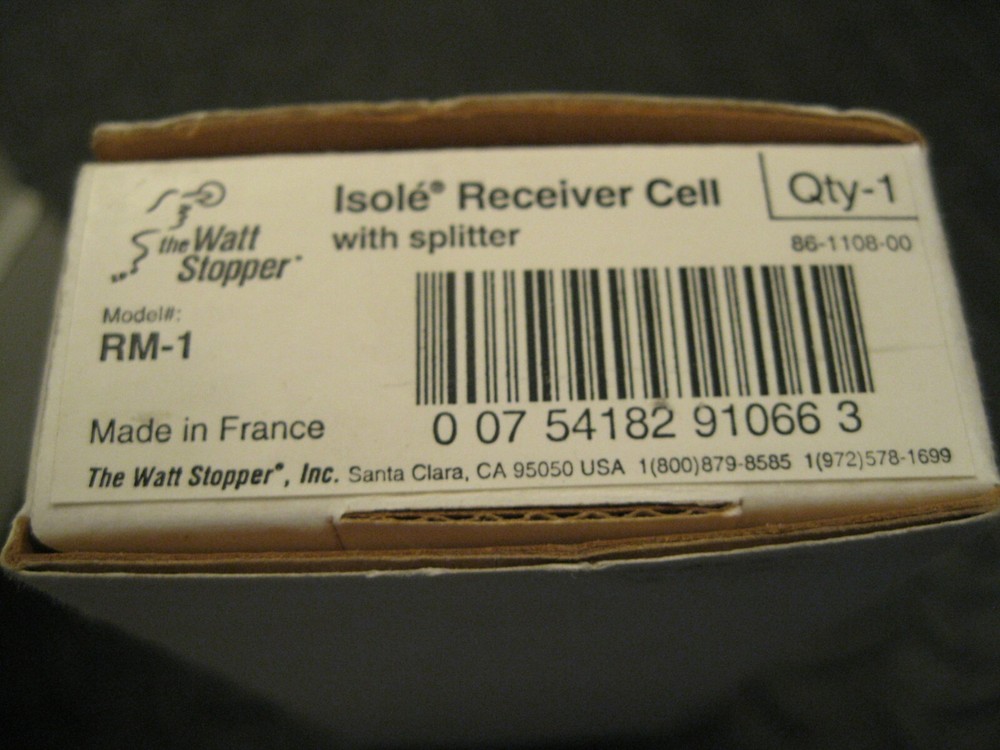 the Watt
Stopper™
Isolé® Receiver Cell
with splitter
Qty-1
86-1108-00
Model#:
RM-1
0 07 54182 91066 3
Made in France
The Watt Stopper®, Inc. Santa Clara, CA 95050 USA 1(800)879-8585 1(972)578-1699